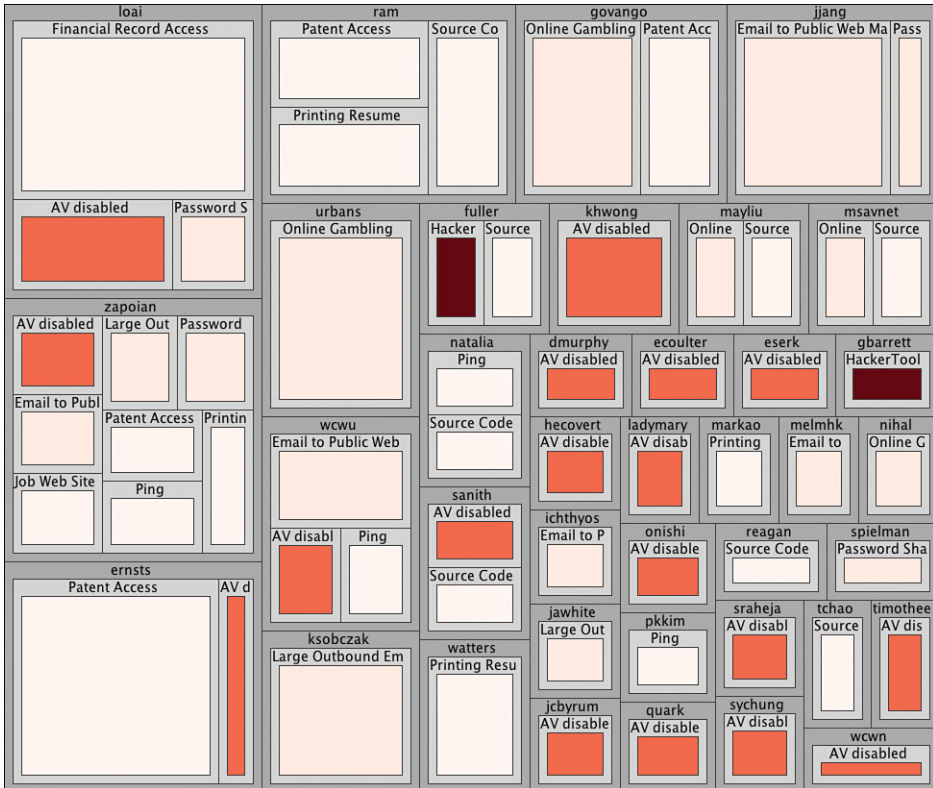 loai
Financial Record Access
AV disabled
Password S
zapoian
AV disabled
Large Out
Password
Email to Publ
Patent Access
Printin
Job Web Site
Ping
ernsts
Patent Access
AV d
ram
Patent Access
Source Co
Printing Resume
govango
Online Gambling
Patent Acc
jjang
Email to Public Web Ma
Pass
urbans
Online Gambling
wcwu
Email to Public Web
AV disabl
Ping
ksobczak
Large Outbound Em
fuller
Hacker
Source
khwong
AV disabled
mayliu
Online
Source
msavnet
Online
Source
natalia
Ping
Source Code
sanith
AV disabled
Source Code
watters
Printing Resu
dmurphy
AV disabled
ecoulter
AV disabled
eserk
AV disabled
gbarrett
HackerTool
hecovert
AV disable
ladymary
AV disab
markao
Printing
melmhk
Email to
nihal
Online G
ichthyos
Email to P
onishi
AV disable
reagan
Source Code
spielman
Password Sha
jawhite
Large Out
pkkim
Ping
sraheja
AV disabl
tchao
Source
timothee
AV dis
jcbyrum
AV disable
quark
AV disable
sychung
AV disabl
wcwn
AV disabled